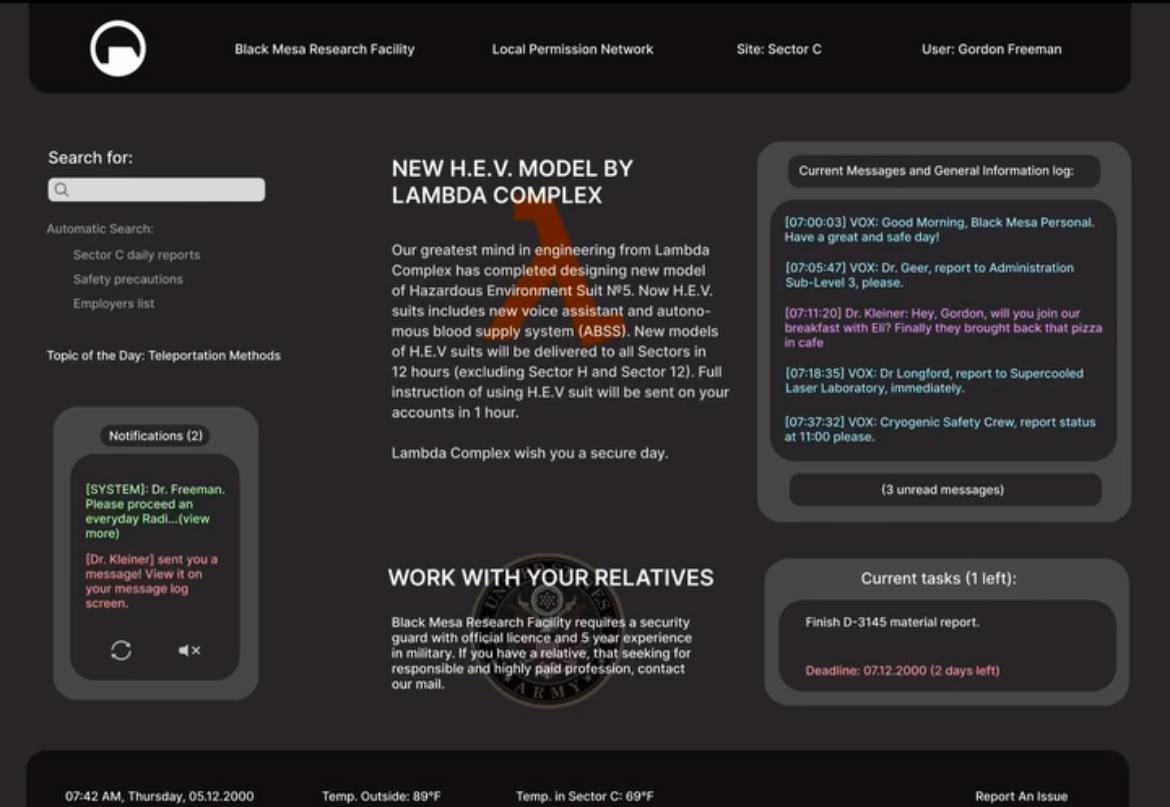 Black Mesa Research Facility
Local Permission Network
Site: Sector C
User: Gordon Freeman
Search for:
Automatic Search:
Sector C daily reports
Safety precautions
Employers list
Topic of the Day: Teleportation Methods
Notifications (2)
[SYSTEM]: Dr. Freeman.
Please proceed an
everyday Radi...(view
more)
[Dr. Kleiner] sent you a
message! View it on
your message log
screen.
NEW H.E.V. MODEL BY
LAMBDA COMPLEX
Our greatest mind in engineering from Lambda
Complex has completed designing new model
of Hazardous Environment Suit №5. Now H.E.V.
suits includes new voice assistant and autono-
mous blood supply system (ABSS). New models
of H.E.V suits will be delivered to all Sectors in
12 hours (excluding Sector H and Sector 12). Full
instruction of using H.E.V suit will be sent on your
accounts in 1 hour.
Lambda Complex wish you a secure day.
WORK WITH YOUR RELATIVES
Black Mesa Research Facility requires a security
guard with official licence and 5 year experience
in military. If you have a relative, that seeking for
responsible and highly paid profession, contact
our mail.
UNITED STATES
ARMY
Current Messages and General Information log:
[07:00:03] VOX: Good Morning, Black Mesa Personal.
Have a great and safe day!
[07:05:47] VOX: Dr. Geer, report to Administration
Sub-Level 3, please.
[07:11:20] Dr. Kleiner: Hey, Gordon, will you join our
breakfast with Eli? Finally they brought back that pizza
in cafe
[07:18:35] VOX: Dr Longford, report to Supercooled
Laser Laboratory, immediately.
[07:37:32] VOX: Cryogenic Safety Crew, report status
at 11:00 please.
(3 unread messages)
Current tasks (1 left):
Finish D-3145 material report.
Deadline: 07.12.2000 (2 days left)
07:42 AM, Thursday, 05.12.2000
Temp. Outside: 89°F
Temp. in Sector C: 69°F
Report An Issue